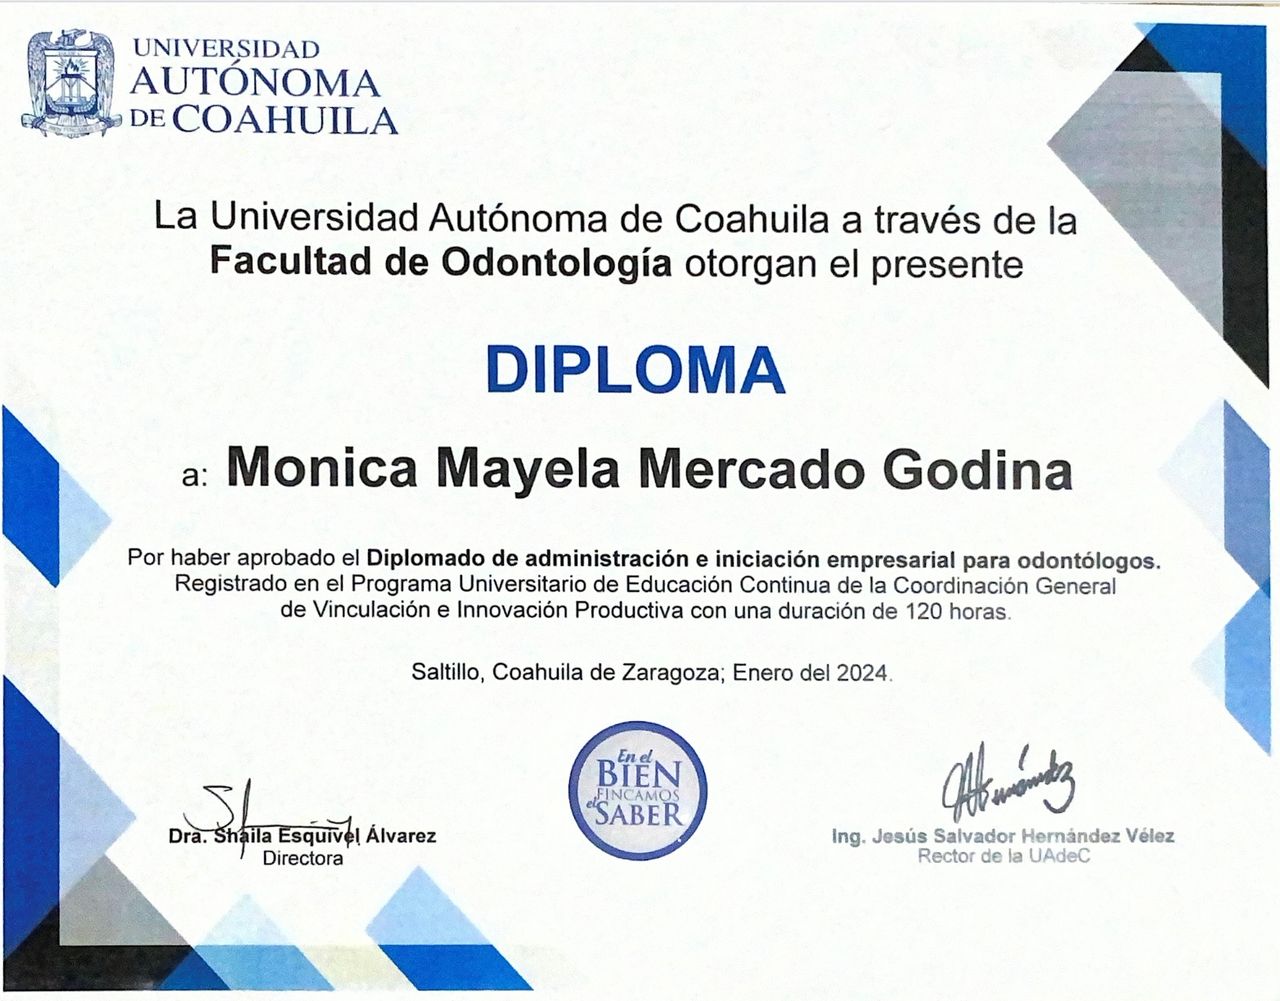 UNIVERSIDAD
AUTÓNOMA
DE COAHUILA
La Universidad Autónoma de Coahuila a través de la
Facultad de Odontología otorgan el presente
DIPLOMA
a: Monica Mayela Mercado Godina
Por haber aprobado el Diplomado de administración e iniciación empresarial para odontólogos.
Registrado en el Programa Universitario de Educación Continua de la Coordinación General
de Vinculación e Innovación Productiva con una duración de 120 horas.
Saltillo, Coahuila de Zaragoza; Enero del 2024.
En el
BIEN
FINCAMOS
el SABER
Dra. Shaila Esquivel Álvarez
Directora
Ing. Jesús Salvador Hernández Vélez
Rector de la UAdeC